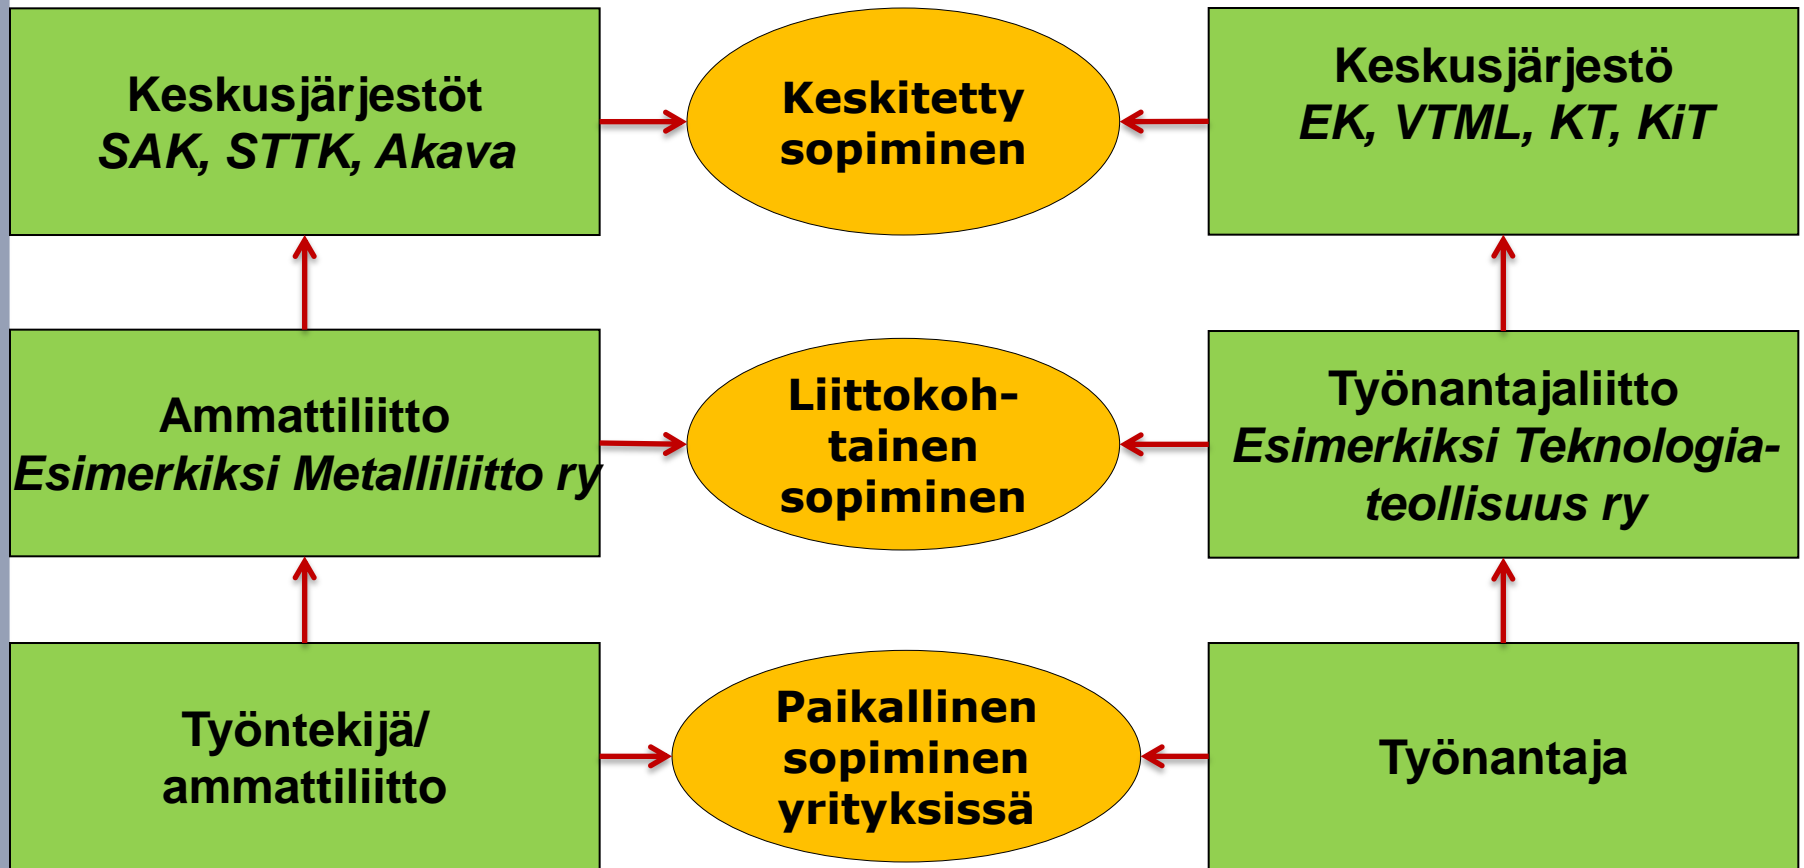 Keskusjärjestöt
SAK, STTK, Akava
Keskitetty
sopiminen
Keskusjärjestö
EK, VTML, KT, KiT
Ammattiliitto
Esimerkiksi Metalliliitto ry
Liittokoh-
tainen
sopiminen
Työnantajaliitto
Esimerkiksi Teknologia-
teollisuus ry
Työntekijä/
ammattiliitto
Paikallinen
sopiminen
yrityksissä
Työnantaja